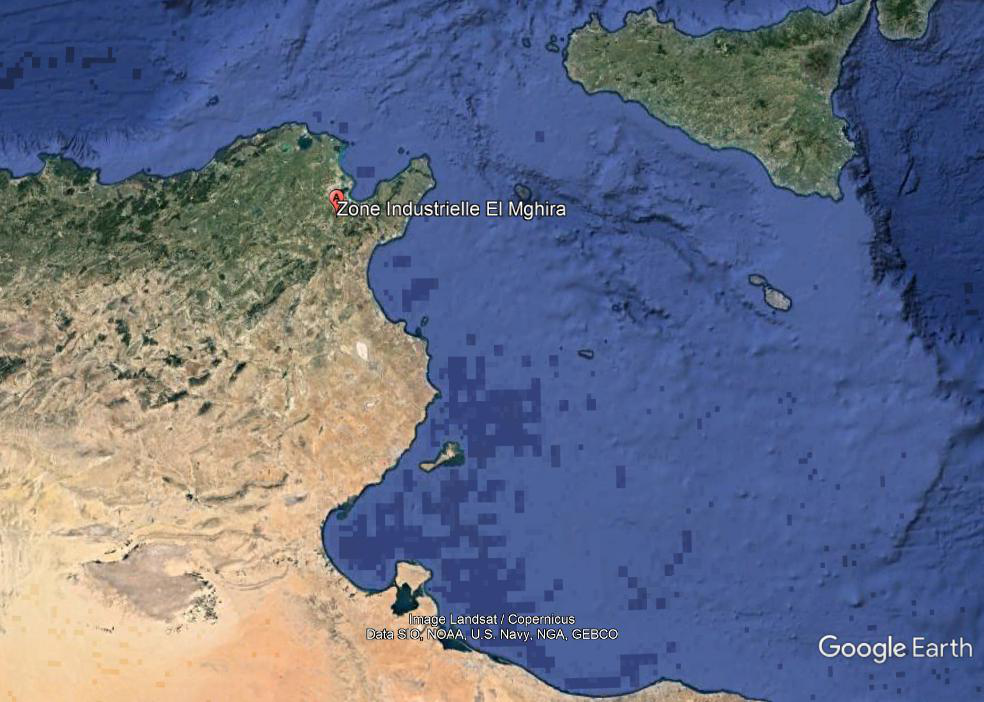 A
Zone Industrielle El Mghira
Image Landsat / Copernicus
Data SIO, NOAA, U.S. Navy, NGA, GEBCO
Google Earth